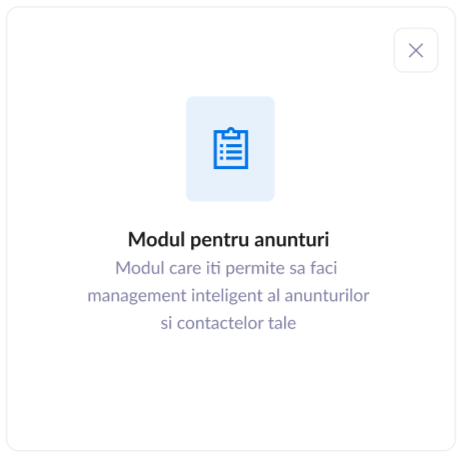 Modul pentru anunturi
Modul care iti permite sa faci
management inteligent al anunturilor
si contactelor tale